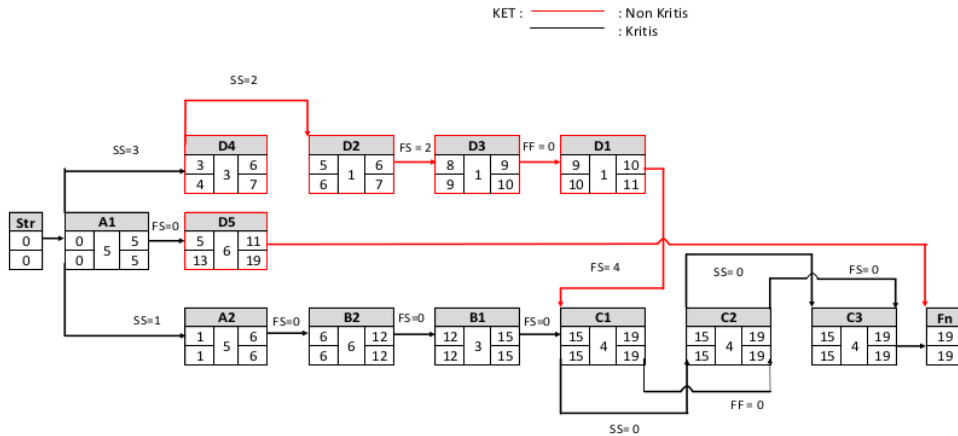 KET : : Non Kritis
: Kritis
SS=2
SS=3
D4
3 3 6
4 7
D2
5 1 6
6 7
FS = 2
D3
8 1 9
9 10
FF = 0
D1
9 1 10
10 11
Str
0
0
A1
0 5 5
0 5
FS=0
D5
5 6 11
13 19
FS= 4
SS= 0
FS= 0
SS=1
A2
1 5 6
1 6
FS=0
B2
6 6 12
6 12
FS=0
B1
12 3 15
12 15
FS=0
C1
15 4 19
15 19
C2
15 4 19
15 19
C3
15 4 19
15 19
Fn
19
19
FF = 0
SS= 0